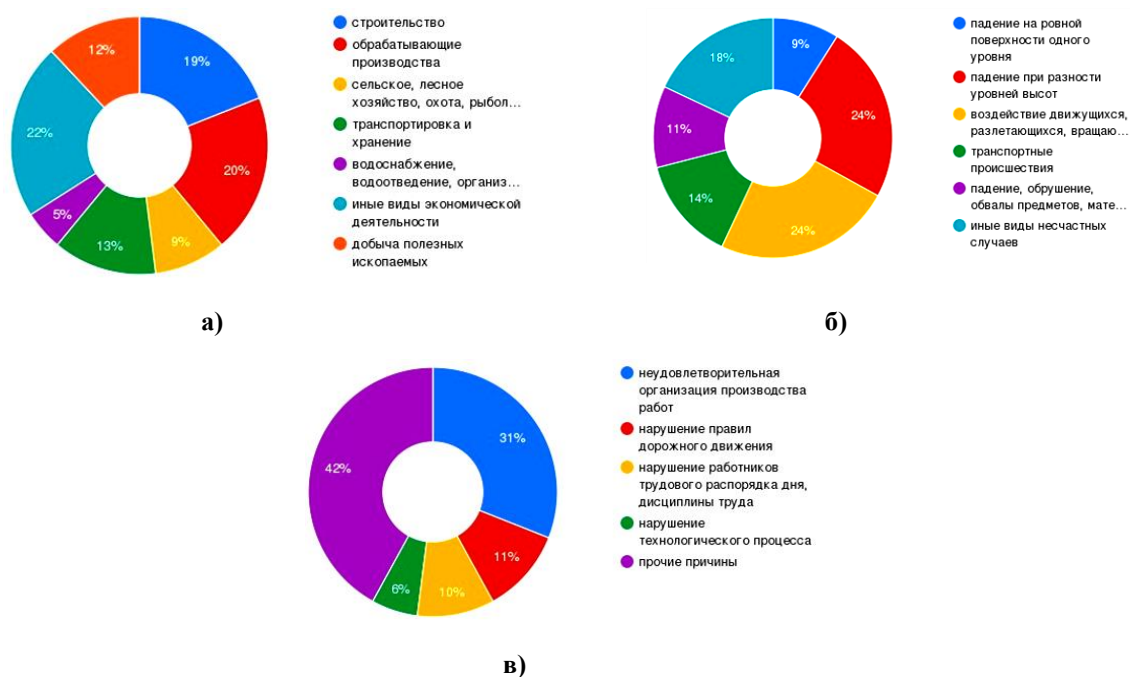 12%
19%
22%
20%
5%
13%
9%
строительство
обрабатывающие
производства
сельское, лесное
хозяйство, охота, рыбол...
транспортировка и
хранение
водоснабжение,
водоотведение, организ...
иные виды экономической
деятельности
добыча полезных
ископаемых
а)
9%
18%
24%
11%
14%
24%
падение на ровной
поверхности одного
уровня
падение при разности
уровней высот
воздействие движущихся,
разлетающихся, вращаю...
транспортные
происшествия
падение, обрушение,
обвалы предметов, мате...
иные виды несчастных
случаев
б)
31%
42%
11%
6%
10%
неудовлетворительная
организация производства
работ
нарушение правил
дорожного движения
нарушение работников
трудового распорядка дня,
дисциплины труда
нарушение
технологического процесса
прочие причины
в)